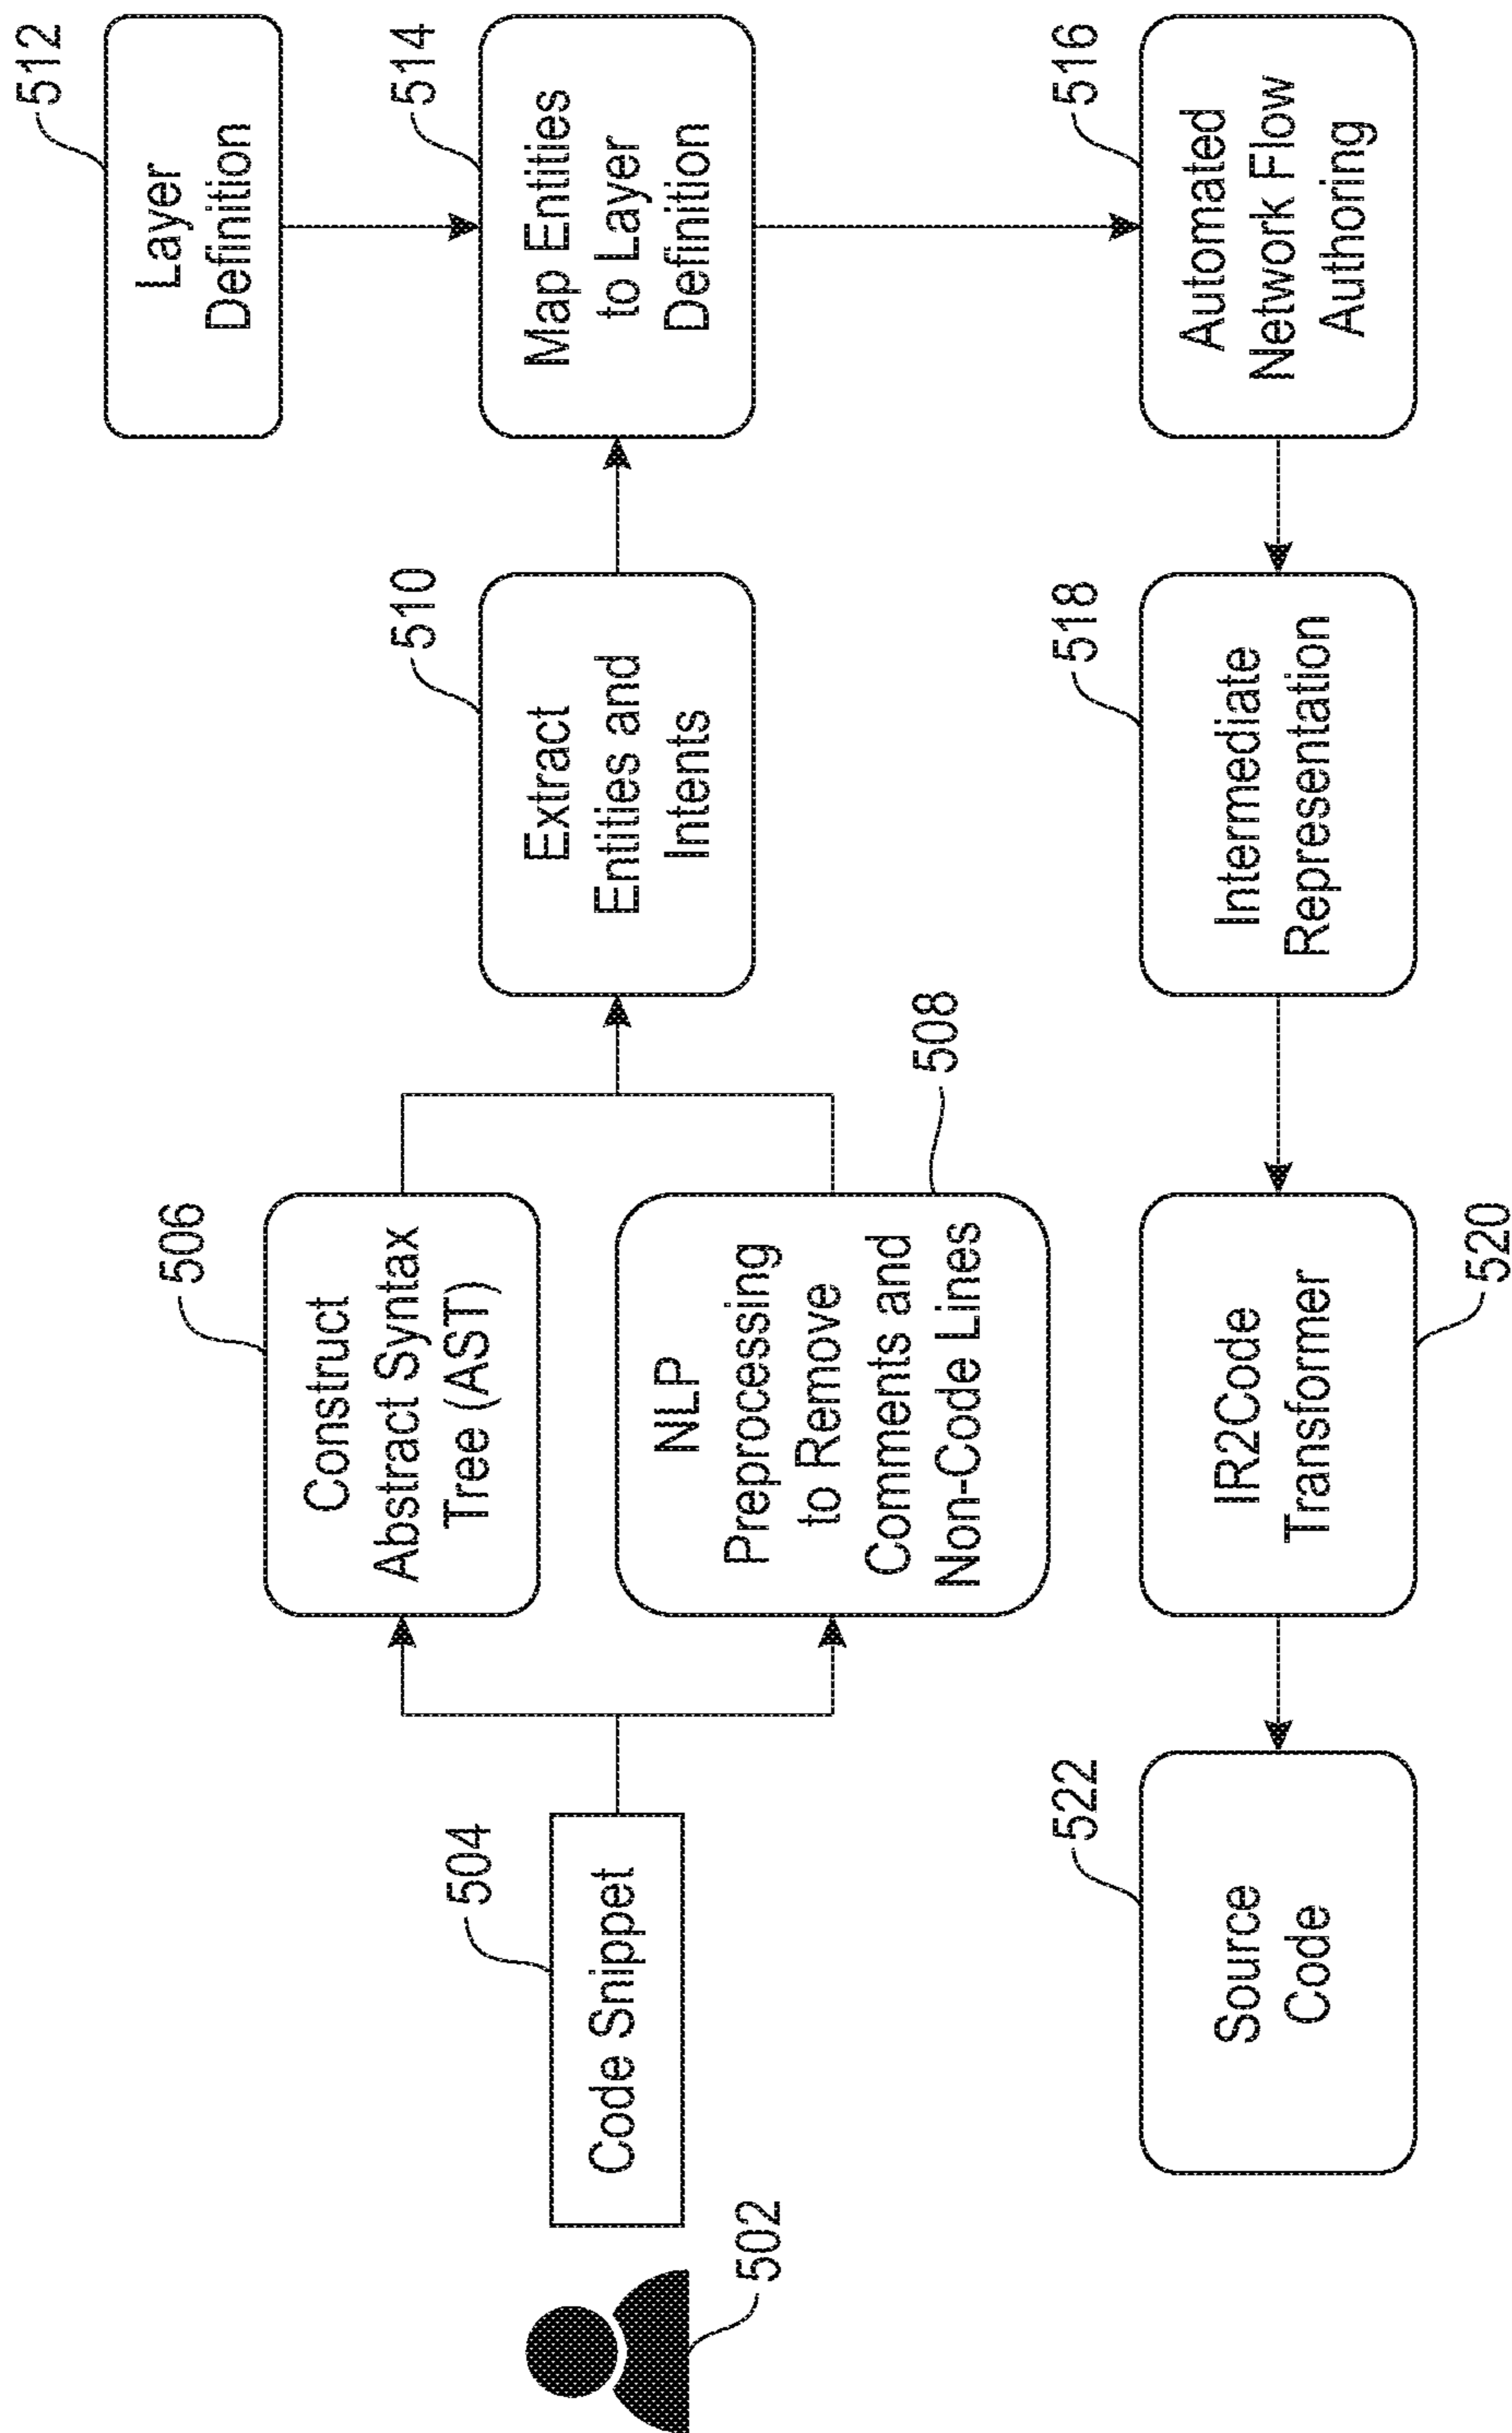 502
504
Code Snippet
506
Construct
Abstract Syntax
Tree (AST)
508
NLP
Preprocessing
to Remove
Comments and
Non-Code Lines
510
Extract
Entities and
Intents
512
Layer
Definition
514
Map Entities
to Layer
Definition
516
Automated
Network Flow
Authoring
518
Intermediate
Representation
520
IR2Code
Transformer
522
Source
Code